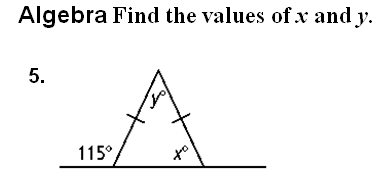 Algebra Find the values of x and y.
5.
y°
115°
x°